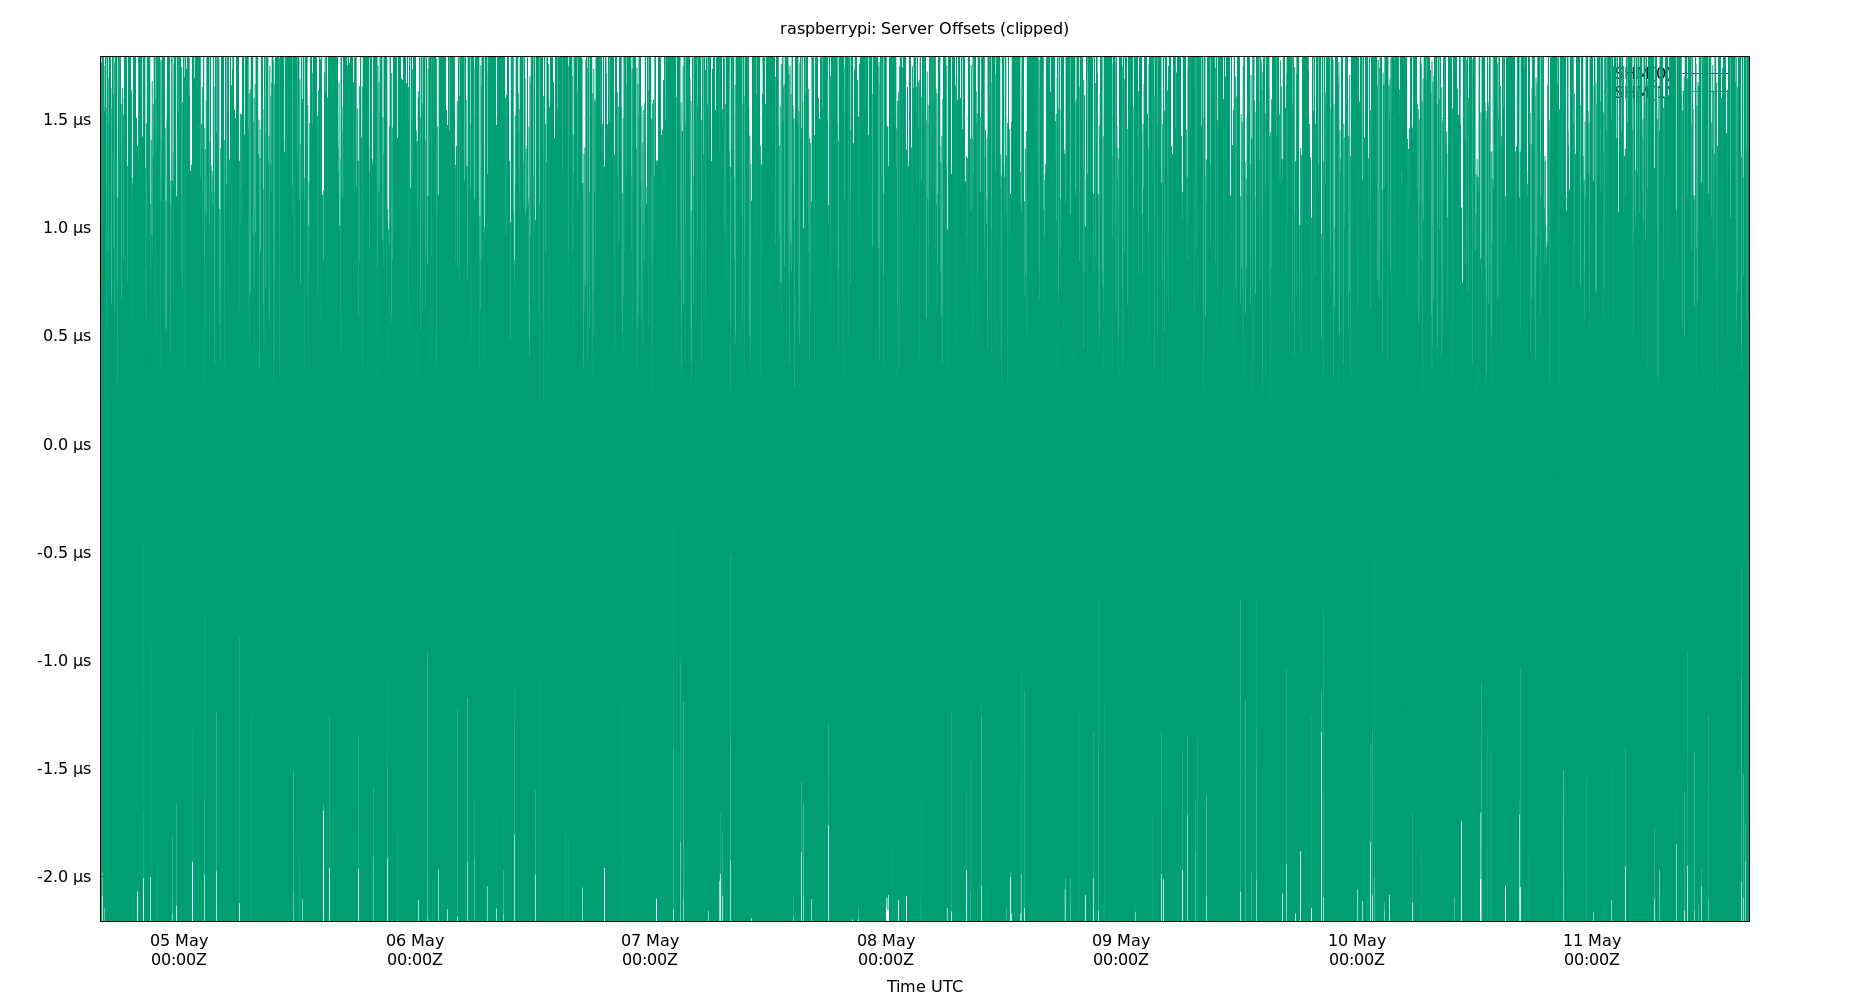 raspberrypi: Server Offsets (clipped)
SHM(0)
1.5 µs
1.0 µs
0.5 µs
0.0 µs
-0.5 µs
-1.0 µs
-1.5 µs
-2.0 µs
05 May 06 May 07 May 08 May 09 May 10 May 11 May
00:00Z 00:00Z 00:00Z 00:00Z 00:00Z 00:00Z 00:00Z
Time UTC